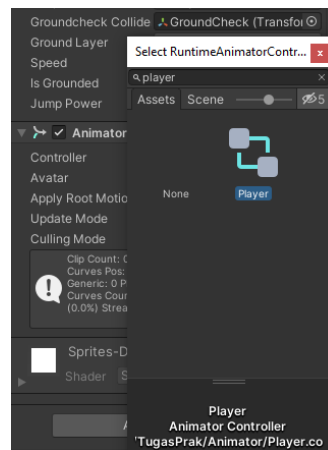 Groundcheck Collide GroundCheck (Transfor
Ground Layer
Speed
Is Grounded
Jump Power
Animator
Controller
Avatar
Apply Root Motio
Update Mode
Culling Mode
Clip Count: 0
Curves Pos:
Generic: 0 P
Curves Coun
(0.0%) Strea
Sprites-D
Shader S
A
Select RuntimeAnimatorContr... x
player
Assets Scene 5
None Player
Player
Animator Controller
'TugasPrak/Animator/Player.co